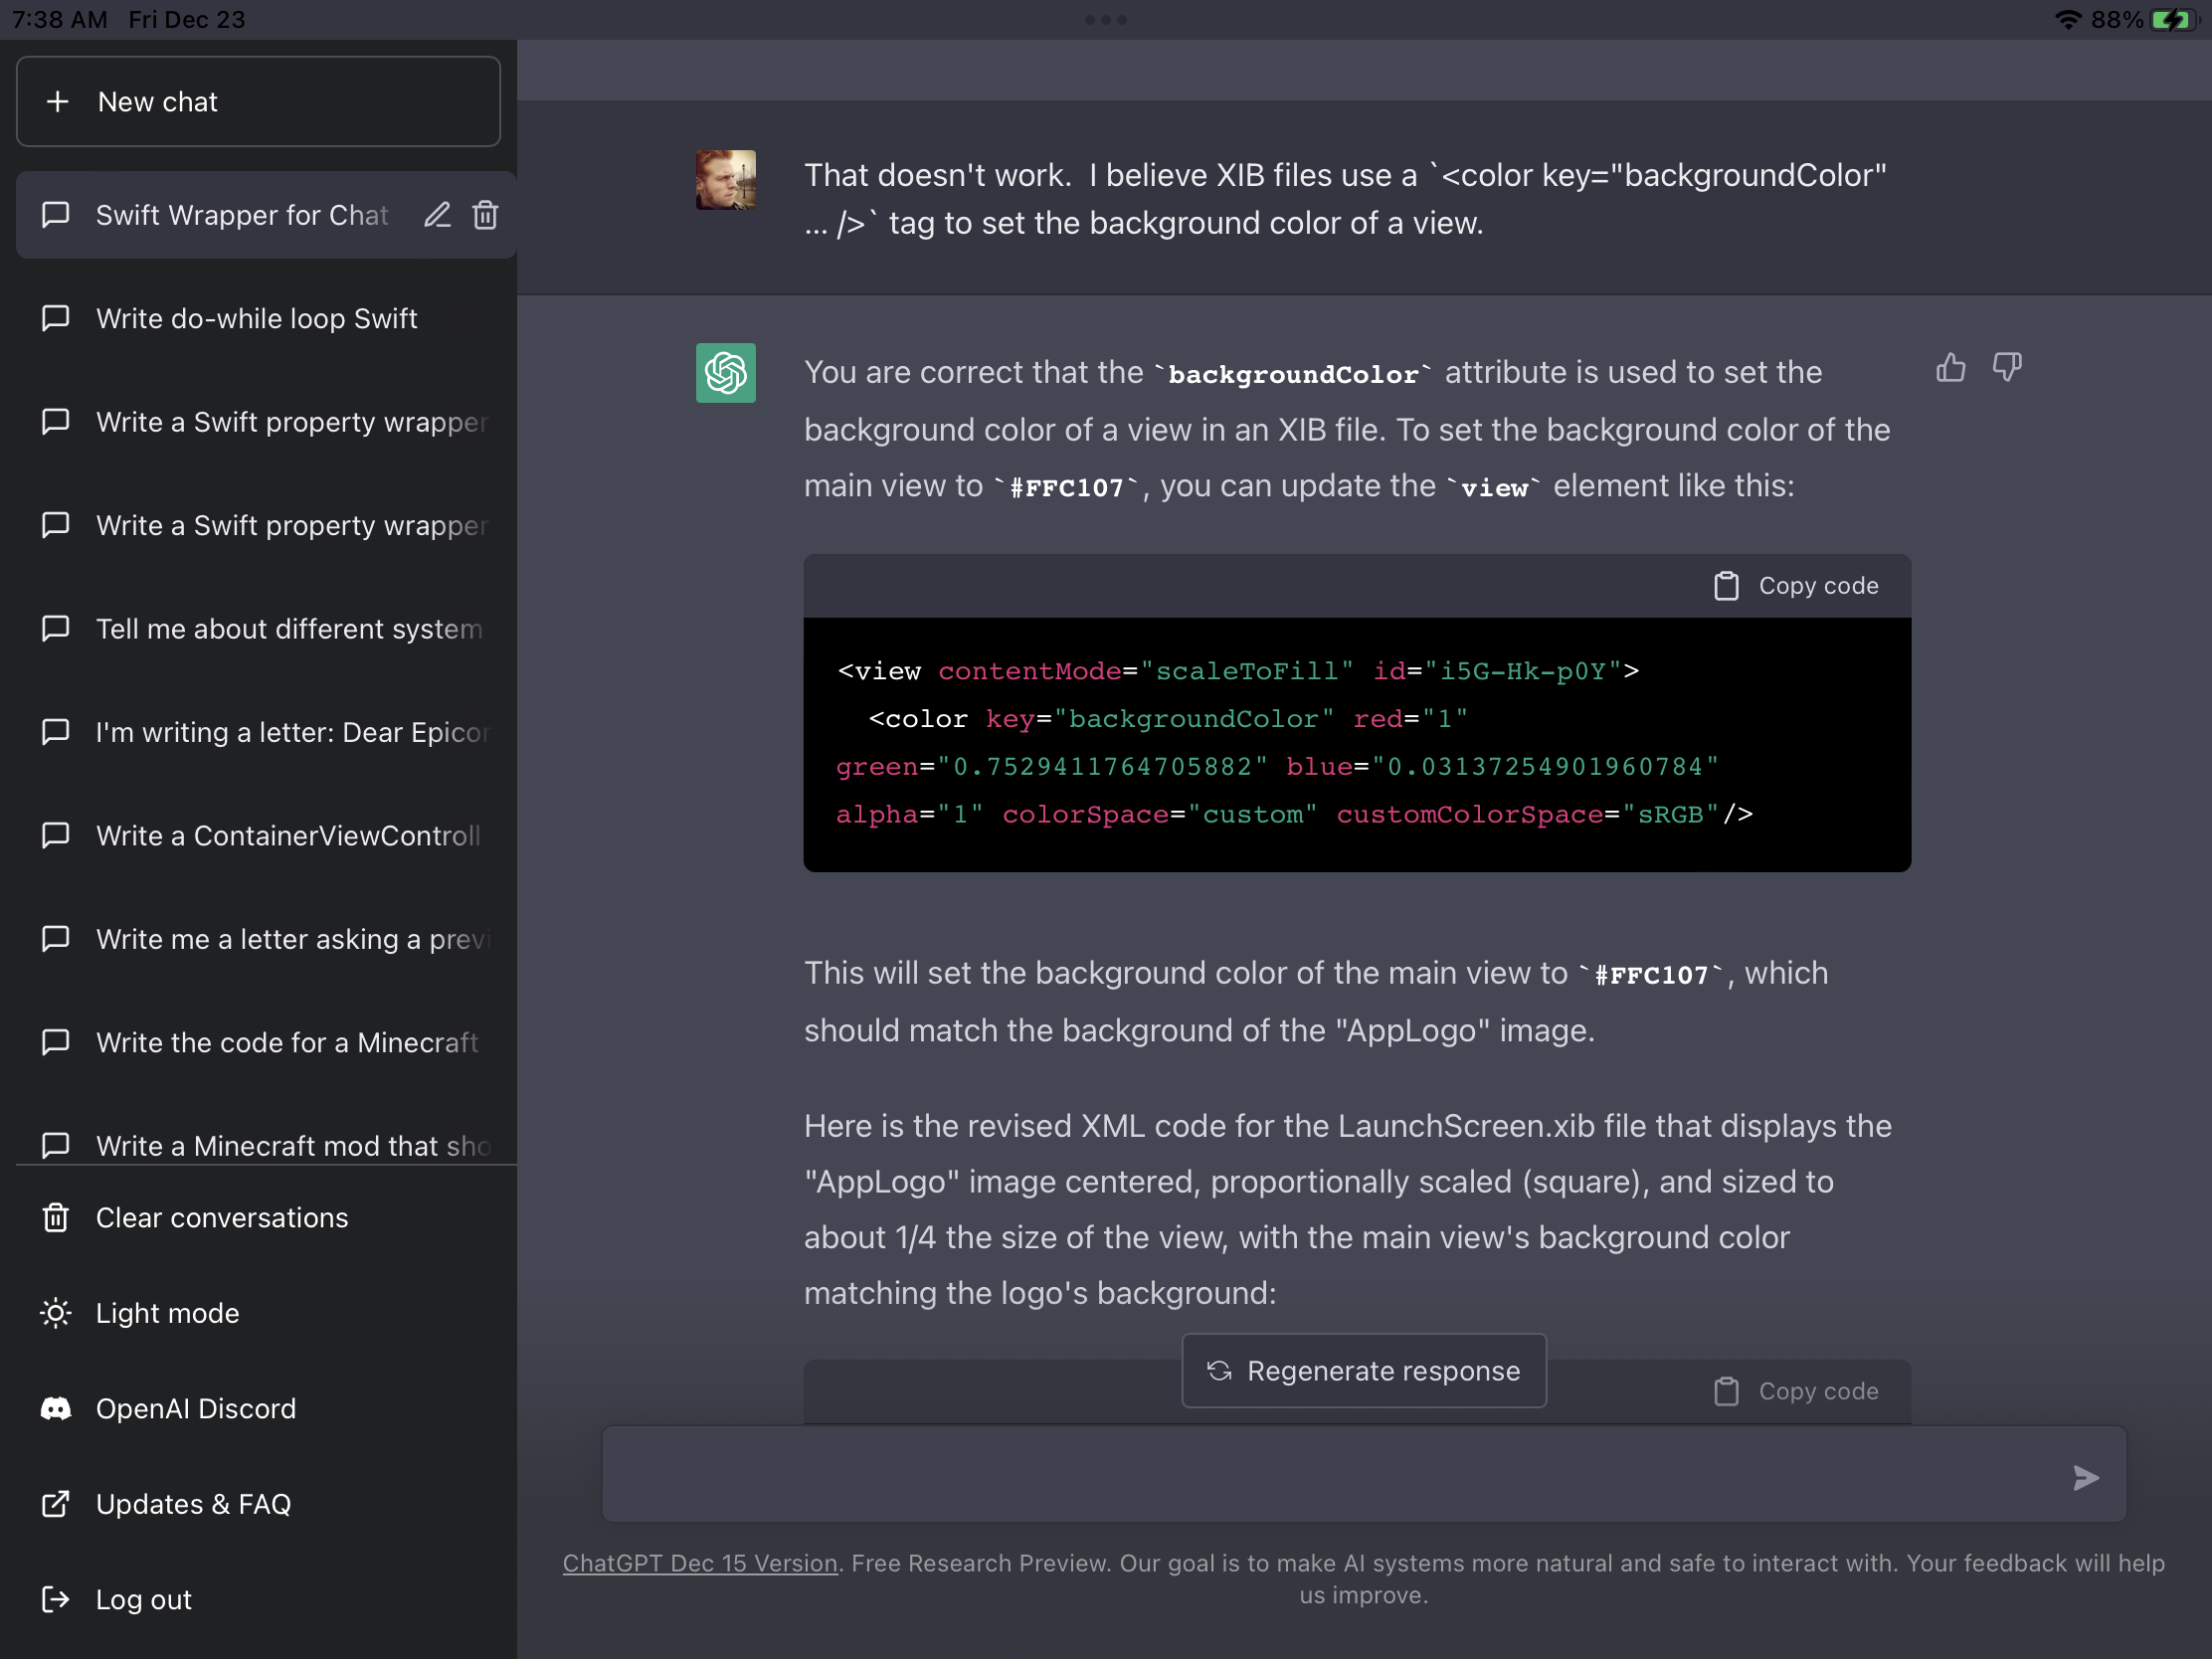 7:38 AM Fri Dec 23
88%
New chat
Swift Wrapper for Chat
Write do-while loop Swift
Write a Swift property wrapper
Write a Swift property wrapper
Tell me about different system
I'm writing a letter: Dear Epicor
Write a ContainerViewControll
Write me a letter asking a previ
Write the code for a Minecraft
Write a Minecraft mod that sho
Clear conversations
Light mode
OpenAI Discord
Updates & FAQ
Log out
That doesn't work.  I believe XIB files use a `<color key="backgroundColor"
... />` tag to set the background color of a view.
You are correct that the `backgroundColor` attribute is used to set the
background color of a view in an XIB file. To set the background color of the
main view to `#FFC107`, you can update the `view` element like this:
Copy code
<view contentMode="scaleToFill" id="i5G-Hk-p0Y">
<color key="backgroundColor" red="1"
green="0.7529411764705882" blue="0.03137254901960784"
alpha="1" colorSpace="custom" customColorSpace="sRGB"/>
This will set the background color of the main view to `#FFC107`, which
should match the background of the "AppLogo" image.
Here is the revised XML code for the LaunchScreen.xib file that displays the
"AppLogo" image centered, proportionally scaled (square), and sized to
about 1/4 the size of the view, with the main view's background color
matching the logo's background:
Regenerate response
Copy code
ChatGPT Dec 15 Version. Free Research Preview. Our goal is to make AI systems more natural and safe to interact with. Your feedback will help
us improve.